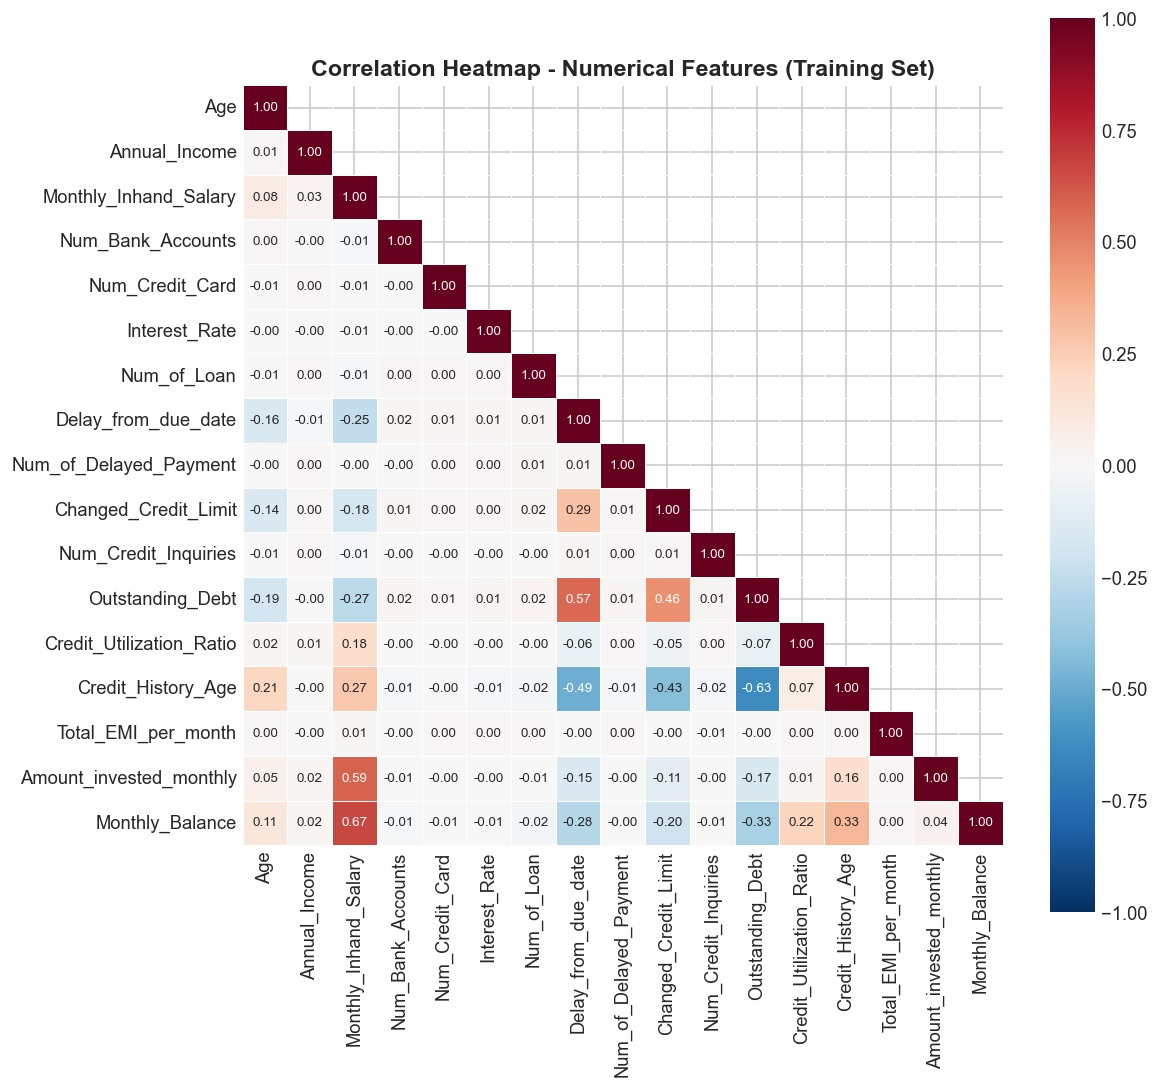 Correlation Heatmap - Numerical Features (Training Set)
1.00
Age 1.00
Annual_Income 0.01 1.00
0.75
Monthly_Inhand_Salary 0.08 0.03 1.00
Num_Bank_Accounts 0.00 -0.00 -0.01 1.00
0.50
Num_Credit_Card -0.01 0.00 -0.01 -0.00 1.00
Interest_Rate -0.00 -0.00 -0.01 -0.00 -0.00 1.00
0.25
Num_of_Loan -0.01 0.00 -0.01 0.00 0.00 0.00 1.00
Delay_from_due_date -0.16 -0.01 -0.25 0.02 0.01 0.01 0.01 1.00
Num_of_Delayed_Payment -0.00 0.00 -0.00 -0.00 0.00 0.00 0.01 0.01 1.00
0.00
Changed_Credit_Limit -0.14 0.00 -0.18 0.01 0.00 0.00 0.02 0.29 0.01 1.00
Num_Credit_Inquiries -0.01 0.00 -0.01 -0.00 -0.00 -0.00 -0.00 0.01 0.00 0.01 1.00
−0.25
Outstanding_Debt -0.19 -0.00 -0.27 0.02 0.01 0.01 0.02 0.57 0.01 0.46 0.01 1.00
Credit_Utilization_Ratio 0.02 0.01 0.18 -0.00 -0.00 -0.00 -0.00 -0.06 0.00 -0.05 0.00 -0.07 1.00
Credit_History_Age 0.21 -0.00 0.27 -0.01 -0.00 -0.01 -0.02 -0.49 -0.01 -0.43 -0.02 -0.63 0.07 1.00
−0.50
Total_EMI_per_month 0.00 -0.00 0.01 0.00 0.00 0.00 0.00 -0.00 0.00 -0.00 -0.01 -0.00 0.00 0.00 1.00
Amount_invested_monthly 0.05 0.02 0.59 -0.01 -0.00 -0.00 -0.01 -0.15 -0.00 -0.11 -0.00 -0.17 0.01 0.16 0.00 1.00
−0.75
Monthly_Balance 0.11 0.02 0.67 -0.01 -0.01 -0.01 -0.02 -0.28 -0.00 -0.20 -0.01 -0.33 0.22 0.33 0.00 0.04 1.00
−1.00
Age
Annual_Income
Monthly_Inhand_Salary
Num_Bank_Accounts
Num_Credit_Card
Interest_Rate
Num_of_Loan
Delay_from_due_date
Num_of_Delayed_Payment
Changed_Credit_Limit
Num_Credit_Inquiries
Outstanding_Debt
Credit_Utilization_Ratio
Credit_History_Age
Total_EMI_per_month
Amount_invested_monthly
Monthly_Balance